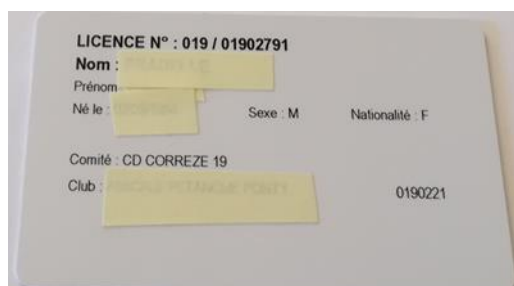 LICENCE N° : 019 / 01902791
Nom :
Prénom
Né le : Sexe : M Nationalité : F
Comité : CD CORREZE 19
Club :
0190221